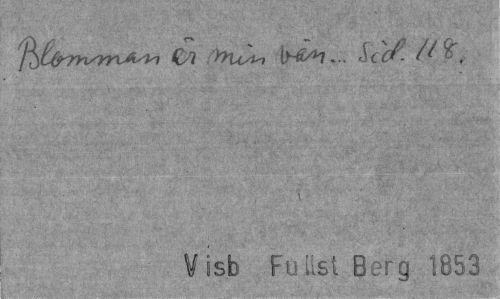 Blomman är min vän... Sid. 118.
Visb Fullst Berg 1853